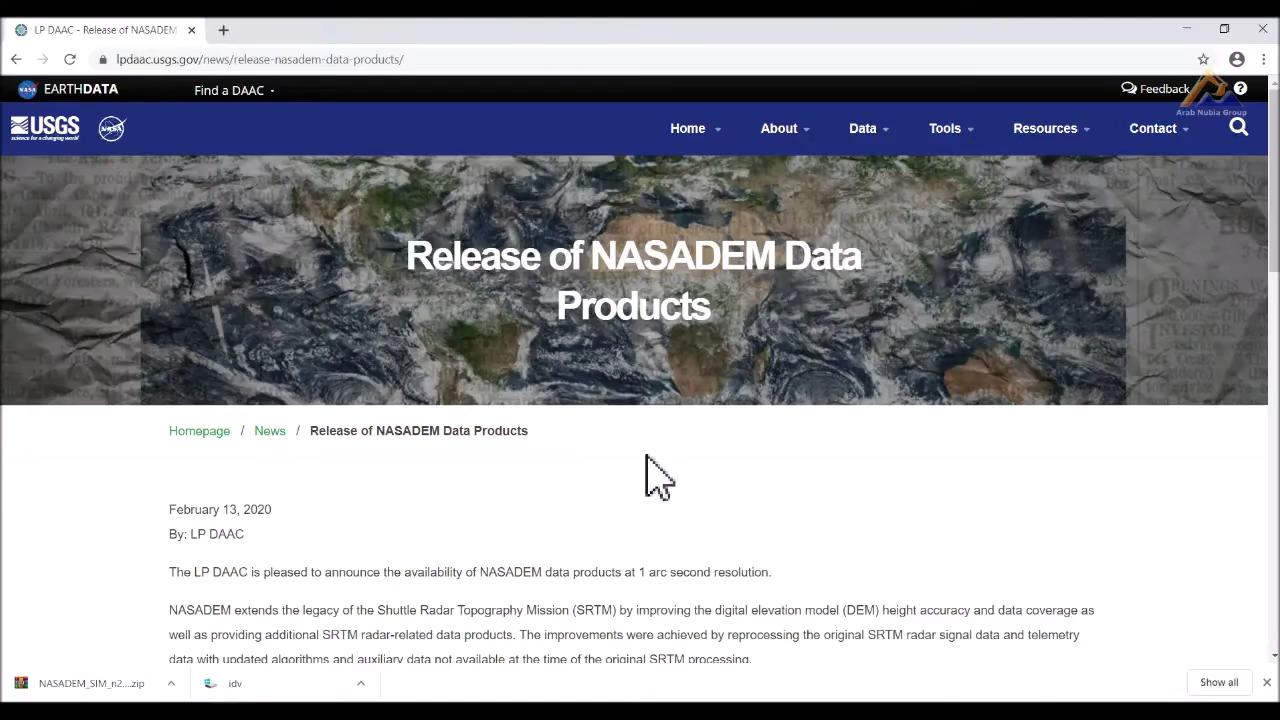 LP DAAC - Release of NASADEM
lpdaac.usgs.gov/news/release-nasadem-data-products/
NASA EARTHDATA
Find a DAAC
Feedback
?
Arab Nubia Group
USGS
science for a changing world
NASA
Home
About
Data
Tools
Resources
Contact
Release of NASADEM Data
Products
Homepage / News / Release of NASADEM Data Products
February 13, 2020
By: LP DAAC
The LP DAAC is pleased to announce the availability of NASADEM data products at 1 arc second resolution.
NASADEM extends the legacy of the Shuttle Radar Topography Mission (SRTM) by improving the digital elevation model (DEM) height accuracy and data coverage as
well as providing additional SRTM radar-related data products. The improvements were achieved by reprocessing the original SRTM radar signal data and telemetry
data with updated algorithms and auxiliary data not available at the time of the original SRTM processing.
NASADEM_SIM_n2....zip
idv
Show all